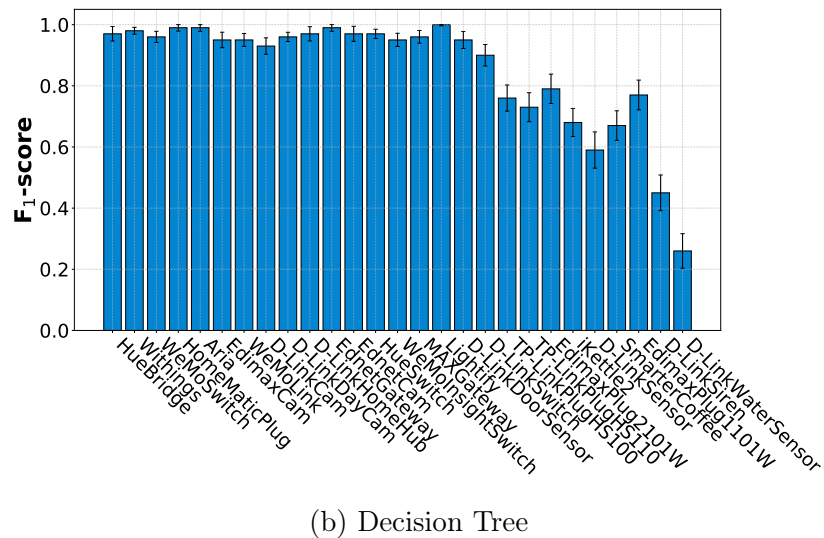 1.0
0.8
0.6
0.4
0.2
0.0
F1-score
HueBridge
Withings
WeMoSwitch
HomeMaticPlug
Aria
EdimaxCam
WeMoLink
D-LinkCam
D-LinkDayCam
D-LinkHomeHub
EdnetGateway
EdnetCam
HueSwitch
WeMoInsightSwitch
MAXGateway
Lightify
D-LinkDoorSensor
D-LinkSwitch
TP-LinkPlugHS100
TP-LinkPlugHS110
EdimaxPlug2101W
iKettle2
D-LinkSensor
SmarterCoffee
EdimaxPlug1101W
D-LinkSiren
D-LinkWaterSensor
(b) Decision Tree